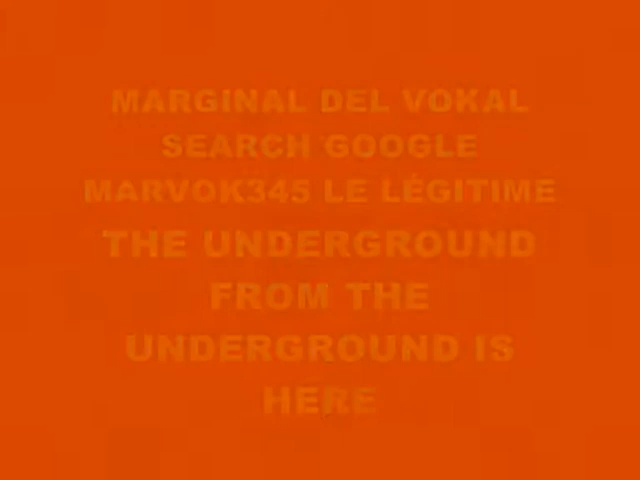 MARGINAL DEL VOKAL
SEARCH GOOGLE
MARVOK345 LE LÉGITIME
THE UNDERGROUND
FROM THE
UNDERGROUND IS
HERE